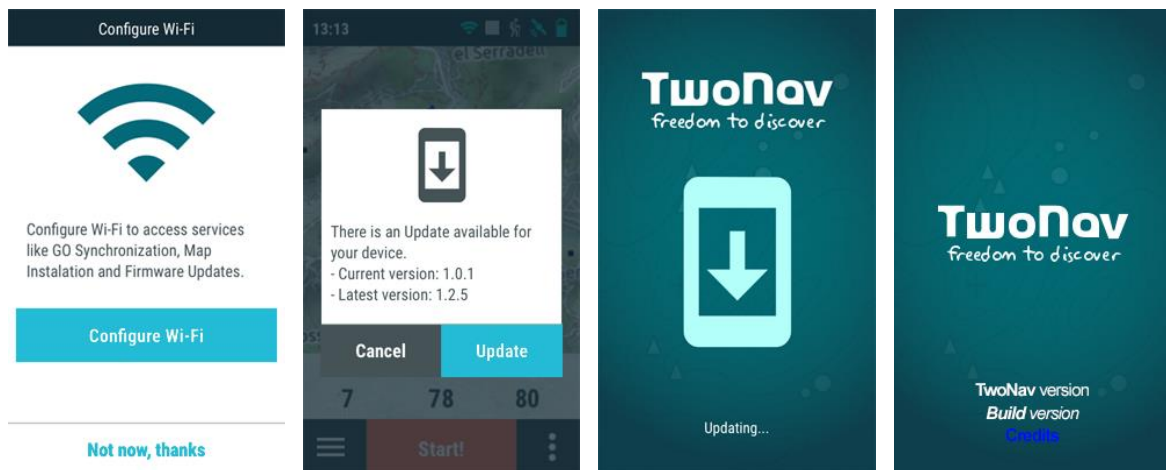 Configure Wi-Fi
Configure Wi-Fi to access services
like GO Synchronization, Map
Instalation and Firmware Updates.
Configure Wi-Fi
Not now, thanks
13:13
el Serradell
There is an Update available for
your device.
- Current version: 1.0.1
- Latest version: 1.2.5
Cancel
Update
7 78 80
Start!
TwoNav
freedom to discover
Updating...
TwoNav
freedom to discover
TwoNav version
Build version
Credits